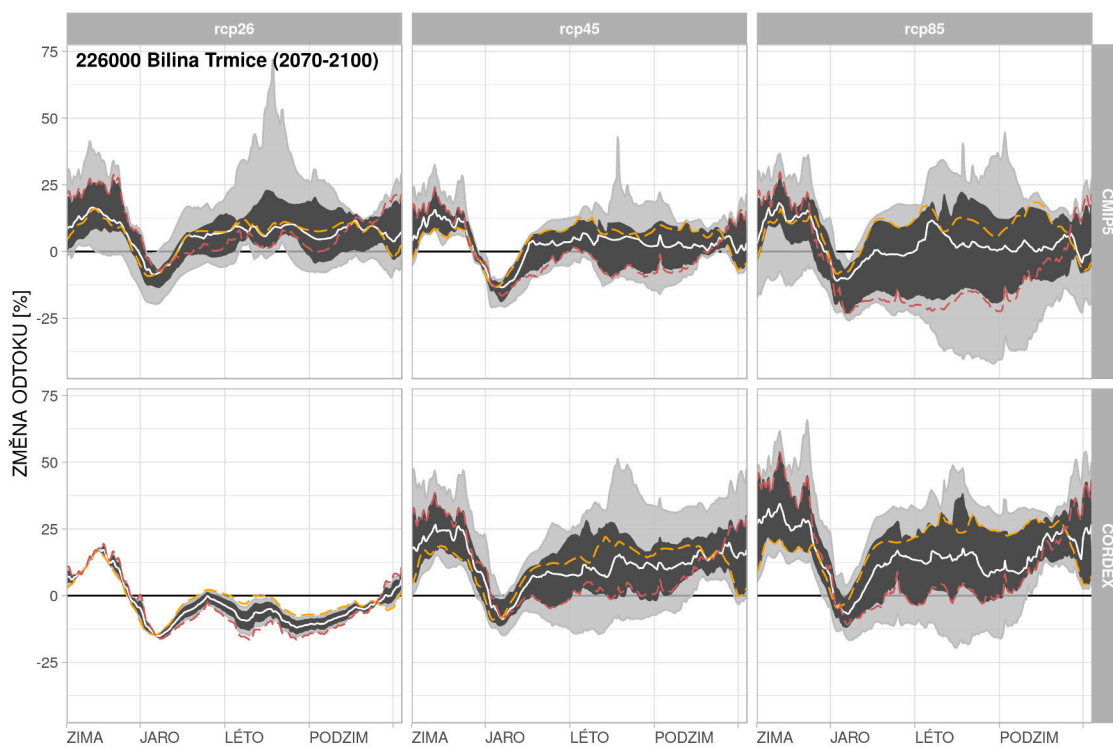 rcp26 rcp45 rcp85
226000 Bilina Trmice (2070-2100)
75
50
25
0
-25
CMIP5
ZMĚNA ODTOKU [%]
75
50
25
0
-25
CORDEX
ZIMA JARO LÉTO PODZIM ZIMA JARO LÉTO PODZIM ZIMA JARO LÉTO PODZIM